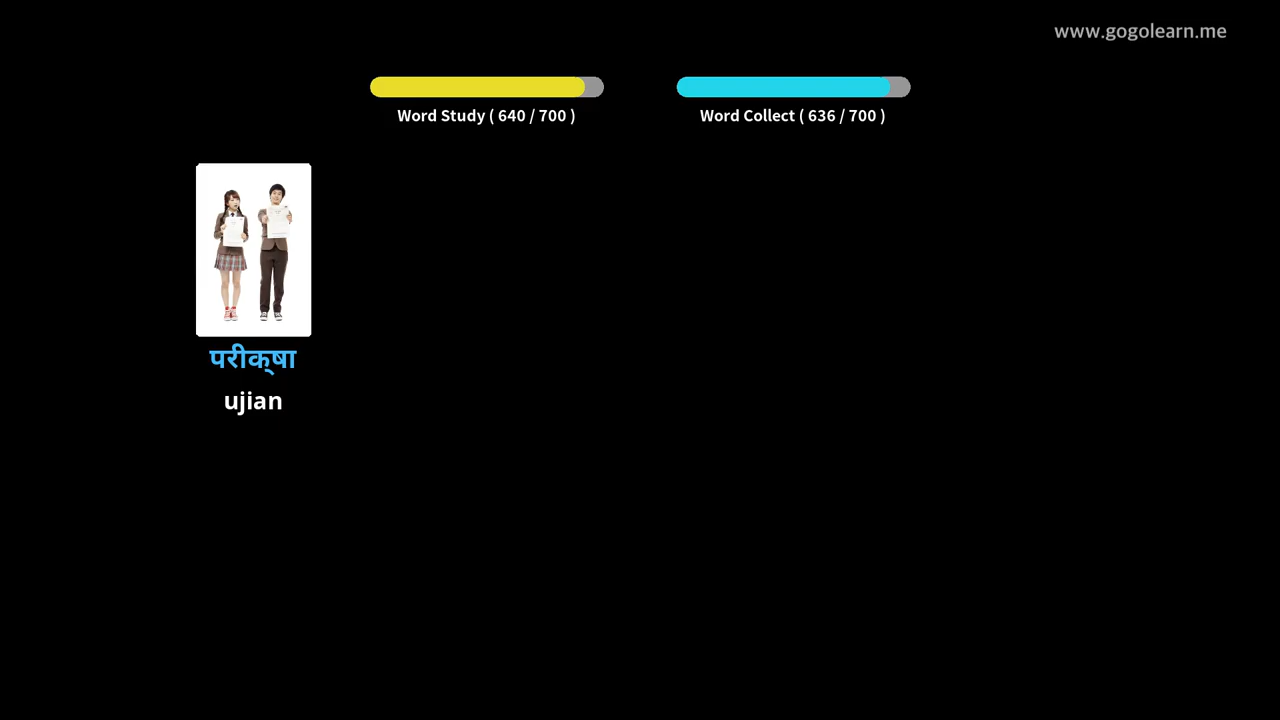 www.gogolearn.me
Word Study ( 640 / 700 )
Word Collect ( 636 / 700 )
परीक्षा
ujian